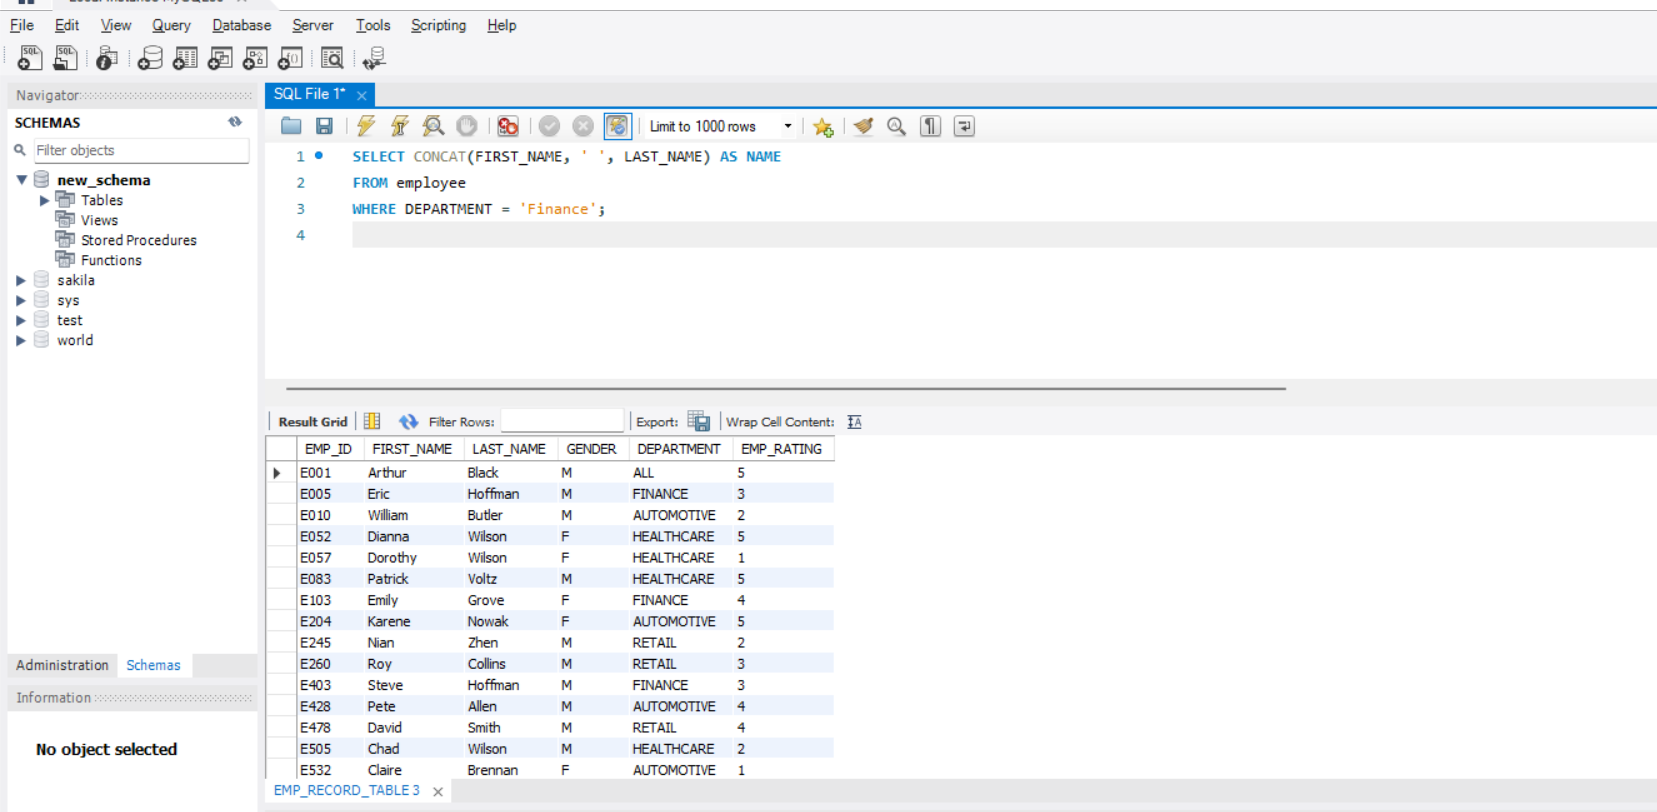 File Edit View Query Database Server Tools Scripting Help
Navigator
SCHEMAS
Filter objects
new_schema
Tables
Views
Stored Procedures
Functions
sakila
sys
test
world
Administration Schemas
Information
No object selected
SQL File 1*
Limit to 1000 rows
1 SELECT CONCAT(FIRST_NAME, ' ', LAST_NAME) AS NAME
2 FROM employee
3 WHERE DEPARTMENT = 'Finance';
4
Result Grid Filter Rows: Export: Wrap Cell Content:
EMP_ID FIRST_NAME LAST_NAME GENDER DEPARTMENT EMP_RATING
E001 Arthur Black M ALL 5
E005 Eric Hoffman M FINANCE 3
E010 William Butler M AUTOMOTIVE 2
E052 Dianna Wilson F HEALTHCARE 5
E057 Dorothy Wilson F HEALTHCARE 1
E083 Patrick Voltz M HEALTHCARE 5
E103 Emily Grove F FINANCE 4
E204 Karene Nowak F AUTOMOTIVE 5
E245 Nian Zhen M RETAIL 2
E260 Roy Collins M RETAIL 3
E403 Steve Hoffman M FINANCE 3
E428 Pete Allen M AUTOMOTIVE 4
E478 David Smith M RETAIL 4
E505 Chad Wilson M HEALTHCARE 2
E532 Claire Brennan F AUTOMOTIVE 1
EMP_RECORD_TABLE 3